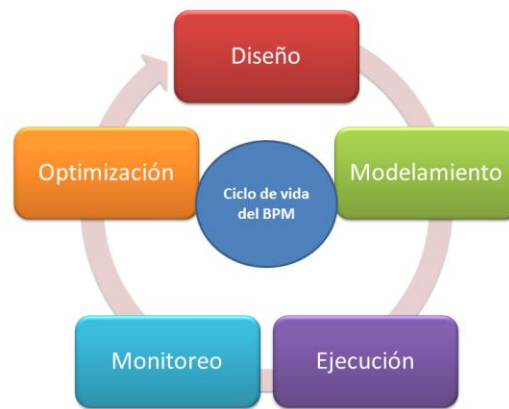 Diseño
Optimización
Ciclo de vida
del BPM
Modelamiento
Monitoreo
Ejecución